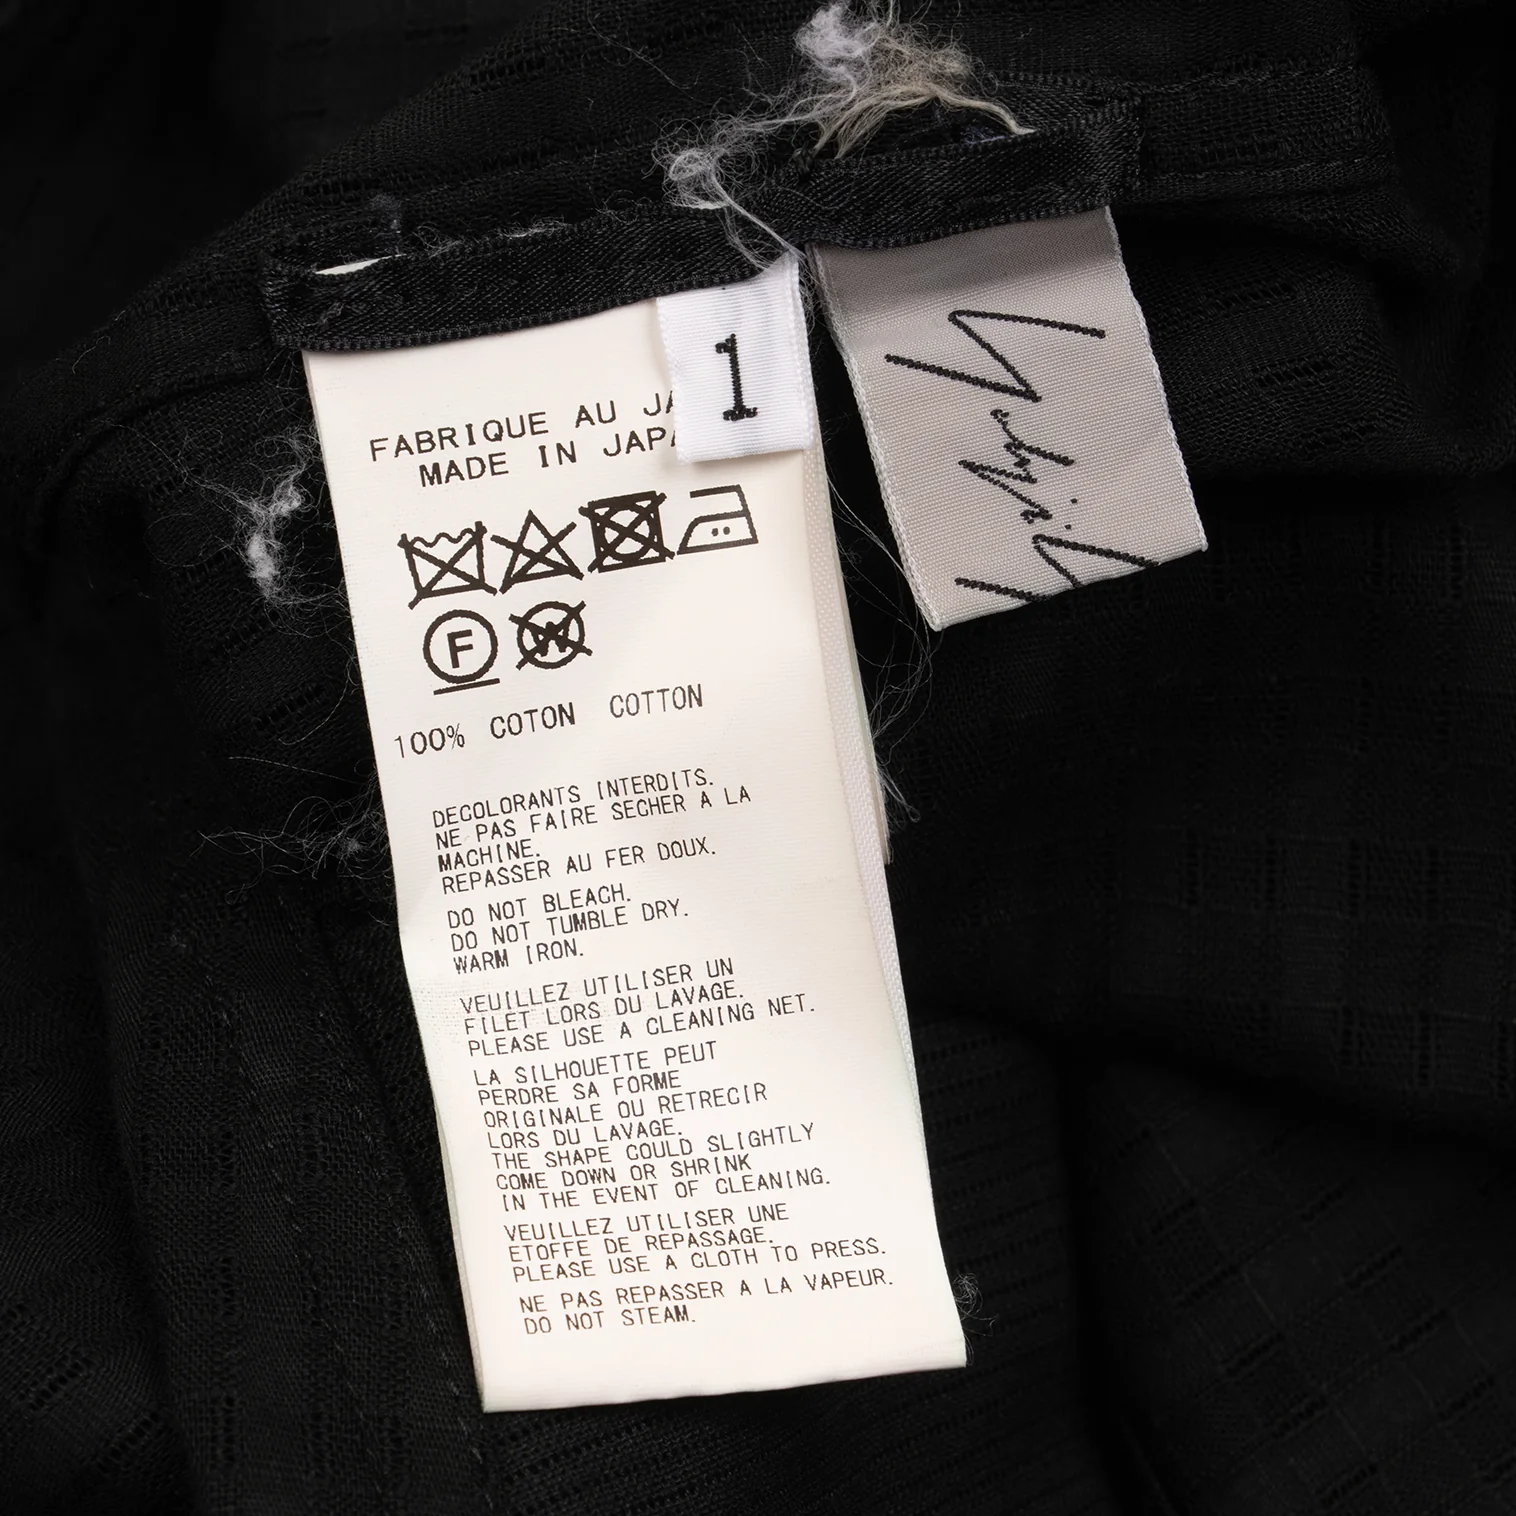 FABRIQUE AU JA
MADE IN JAPA
1
F
W
100% COTON COTTON
DECOLORANTS INTERDITS.
NE PAS FAIRE SECHER A LA
MACHINE.
REPASSER AU FER DOUX.
DO NOT BLEACH.
DO NOT TUMBLE DRY.
WARM IRON.
VEUILLEZ UTILISER UN
FILET LORS DU LAVAGE.
PLEASE USE A CLEANING NET.
LA SILHOUETTE PEUT
PERDRE SA FORME
ORIGINALE OU RETRECIR
LORS DU LAVAGE.
THE SHAPE COULD SLIGHTLY
COME DOWN OR SHRINK
IN THE EVENT OF CLEANING.
VEUILLEZ UTILISER UNE
ETOFFE DE REPASSAGE.
PLEASE USE A CLOTH TO PRESS.
NE PAS REPASSER A LA VAPEUR.
DO NOT STEAM.